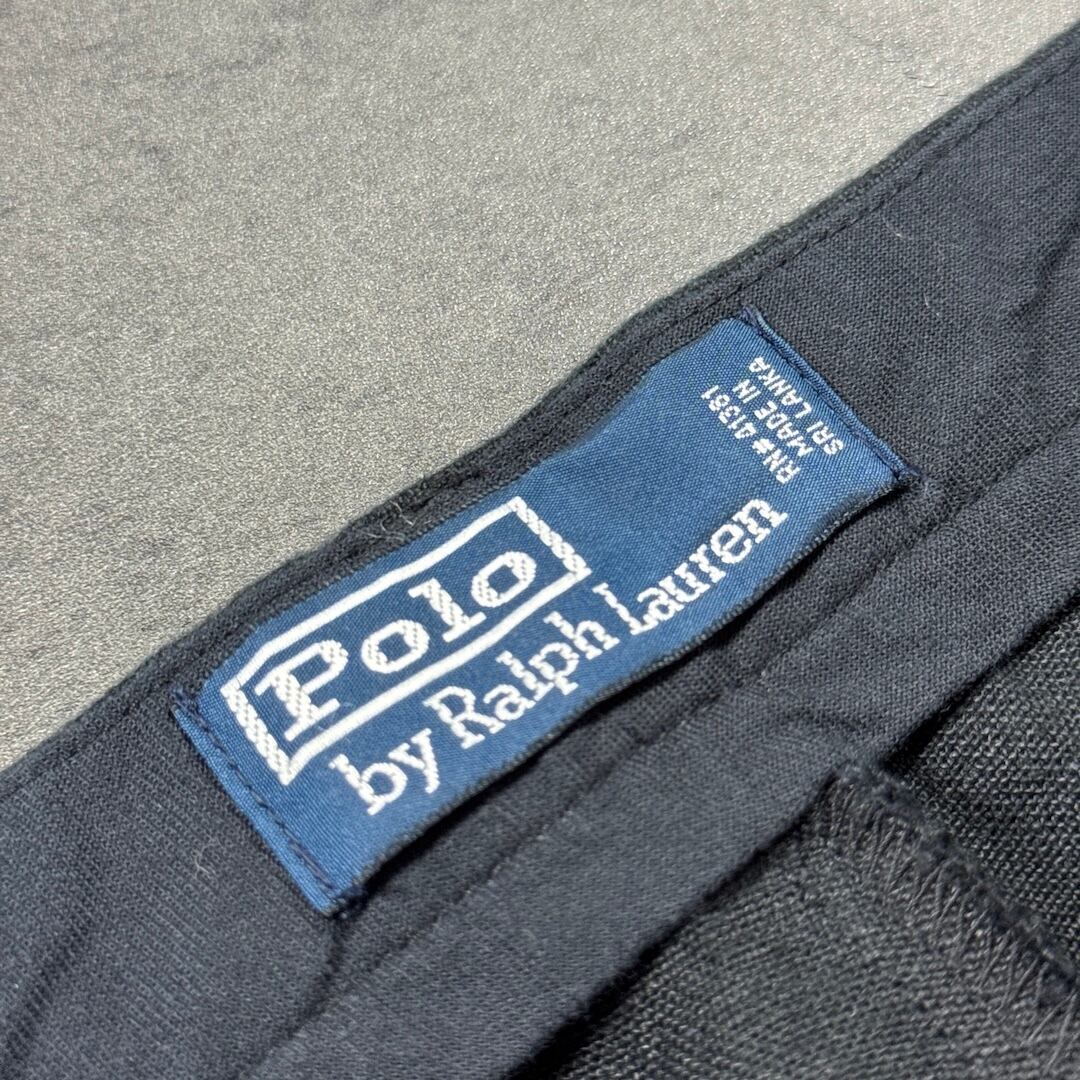 Polo
by Ralph Lauren
RN# 41381
MADE IN
SRI LANKA